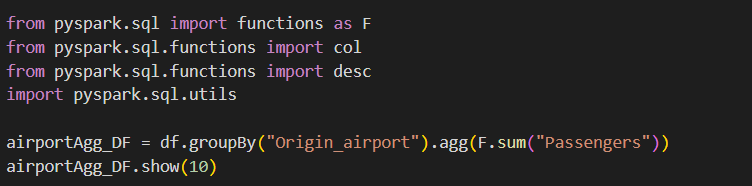 from pyspark.sql import functions as F
from pyspark.sql.functions import col
from pyspark.sql.functions import desc
import pyspark.sql.utils
airportAgg_DF = df.groupBy("Origin_airport").agg(F.sum("Passengers"))
airportAgg_DF.show(10)